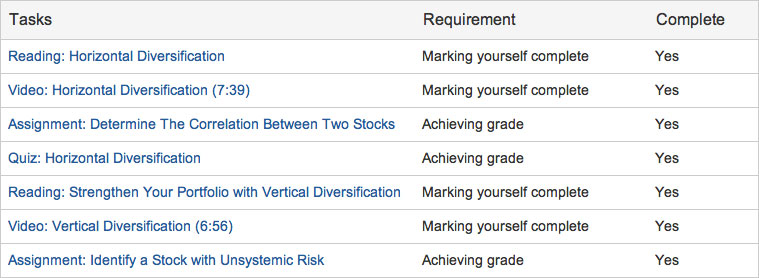 Tasks Requirement Complete
Reading: Horizontal Diversification Marking yourself complete Yes
Video: Horizontal Diversification (7:39) Marking yourself complete Yes
Assignment: Determine The Correlation Between Two Stocks Achieving grade Yes
Quiz: Horizontal Diversification Achieving grade Yes
Reading: Strengthen Your Portfolio with Vertical Diversification Marking yourself complete Yes
Video: Vertical Diversification (6:56) Marking yourself complete Yes
Assignment: Identify a Stock with Unsystemic Risk Achieving grade Yes